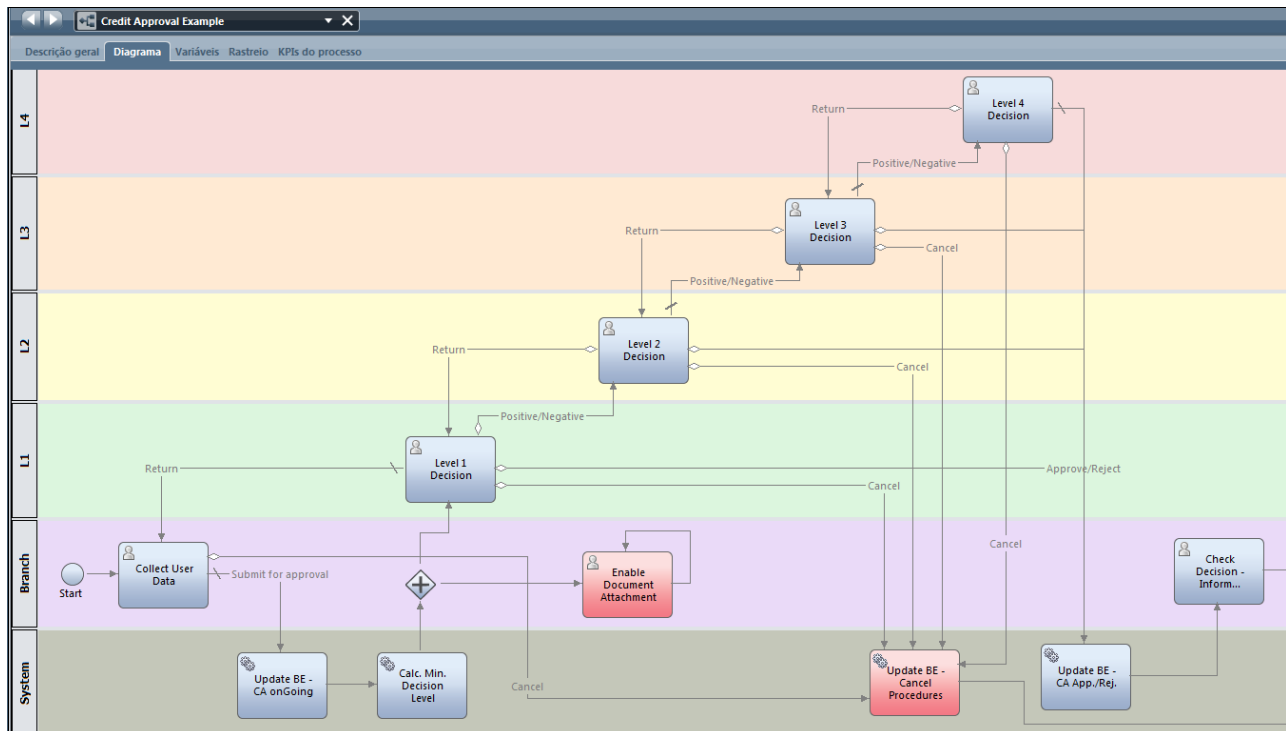 Credit Approval Example
Descrição geral Diagrama Variáveis Rastreio KPIs do processo
L4
Level 4
Decision
Return
Positive/Negative
L3
Level 3
Decision
Return
Cancel
Positive/Negative
L2
Level 2
Decision
Return
Cancel
Positive/Negative
L1
Level 1
Decision
Return
Approve/Reject
Cancel
Branch
Start
Collect User
Data
Submit for approval
Enable
Document
Attachment
Cancel
Check
Decision -
Inform...
System
Update BE -
CA onGoing
Calc. Min.
Decision
Level
Cancel
Update BE -
Cancel
Procedures
Update BE -
CA App./Rej.